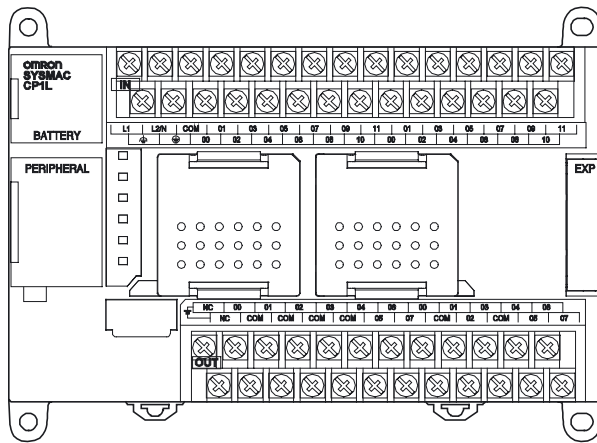 OMRON
SYSMAC
CP1L
IN
BATTERY
L1 L2/N COM 01 03 05 07 09 11 01 03 05 07 09 11
00 02 04 06 08 10 00 02 04 06 08 10
PERIPHERAL
EXP
NC 00 01 02 03 04 06 00 01 03 04 06
NC COM COM COM COM 05 07 COM 02 COM 05 07
OUT